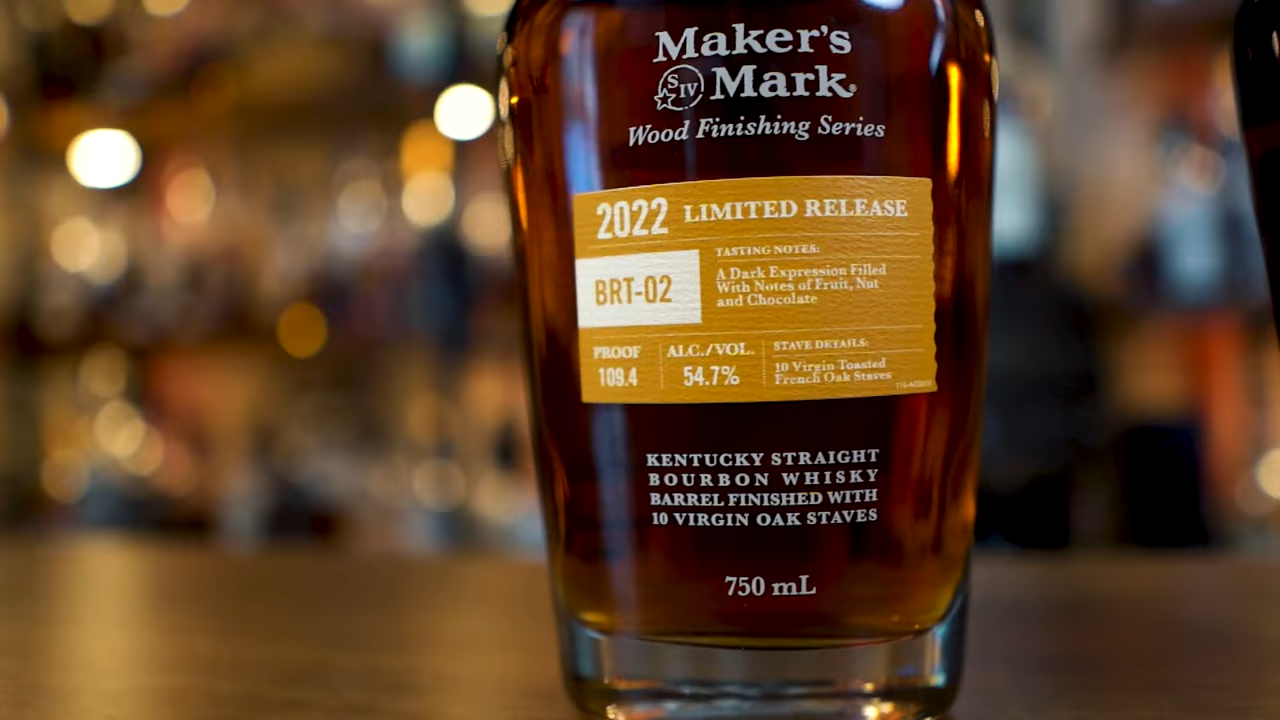 Maker's
SIV Mark®
Wood Finishing Series
2022 LIMITED RELEASE
TASTING NOTES:
BRT-02
A Dark Expression Filled
With Notes of Fruit, Nut
and Chocolate
PROOF
109.4
ALC./VOL.
54.7%
STAVE DETAILS:
10 Virgin Toasted
French Oak Staves
KENTUCKY STRAIGHT
BOURBON WHISKY
BARREL FINISHED WITH
10 VIRGIN OAK STAVES
750 mL